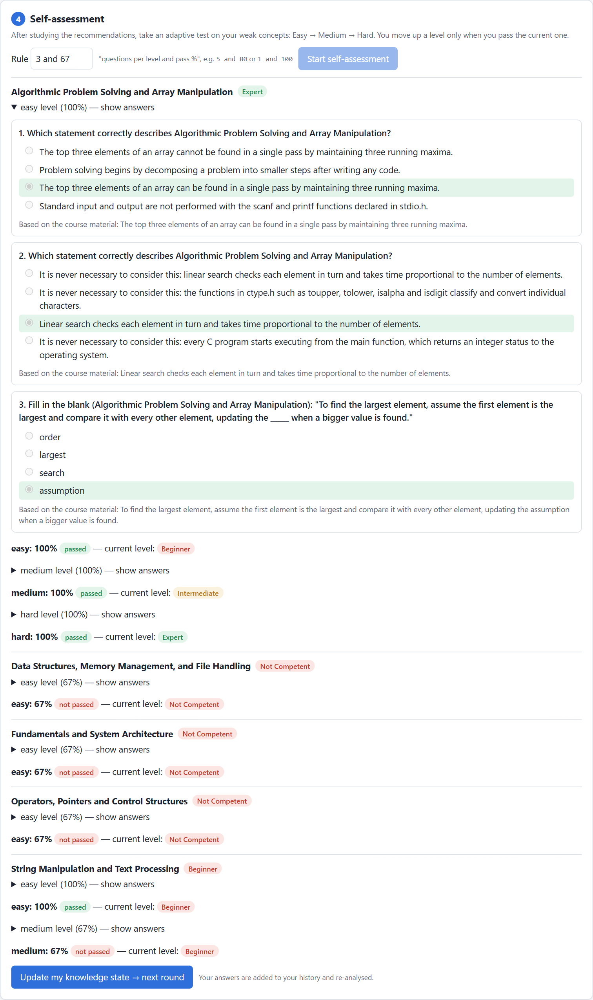 4 Self-assessment
After studying the recommendations, take an adaptive test on your weak concepts: Easy → Medium → Hard. You move up a level only when you pass the current one.
Rule 3 and 67 "questions per level and pass %", e.g. 5 and 80 or 1 and 100 Start self-assessment
Algorithmic Problem Solving and Array Manipulation Expert
▼ easy level (100%) — show answers
1. Which statement correctly describes Algorithmic Problem Solving and Array Manipulation?
The top three elements of an array cannot be found in a single pass by maintaining three running maxima.
Problem solving begins by decomposing a problem into smaller steps after writing any code.
The top three elements of an array can be found in a single pass by maintaining three running maxima.
Standard input and output are not performed with the scanf and printf functions declared in stdio.h.
Based on the course material: The top three elements of an array can be found in a single pass by maintaining three running maxima.
2. Which statement correctly describes Algorithmic Problem Solving and Array Manipulation?
It is never necessary to consider this: linear search checks each element in turn and takes time proportional to the number of elements.
It is never necessary to consider this: the functions in ctype.h such as toupper, tolower, isalpha and isdigit classify and convert individual
characters.
Linear search checks each element in turn and takes time proportional to the number of elements.
It is never necessary to consider this: every C program starts executing from the main function, which returns an integer status to the
operating system.
Based on the course material: Linear search checks each element in turn and takes time proportional to the number of elements.
3. Fill in the blank (Algorithmic Problem Solving and Array Manipulation): "To find the largest element, assume the first element is the
largest and compare it with every other element, updating the ____ when a bigger value is found."
order
largest
search
assumption
Based on the course material: To find the largest element, assume the first element is the largest and compare it with every other element, updating the assumption
when a bigger value is found.
easy: 100% passed — current level: Beginner
▶ medium level (100%) — show answers
medium: 100% passed — current level: Intermediate
▶ hard level (100%) — show answers
hard: 100% passed — current level: Expert
Data Structures, Memory Management, and File Handling Not Competent
▶ easy level (67%) — show answers
easy: 67% not passed — current level: Not Competent
Fundamentals and System Architecture Not Competent
▶ easy level (67%) — show answers
easy: 67% not passed — current level: Not Competent
Operators, Pointers and Control Structures Not Competent
▶ easy level (67%) — show answers
easy: 67% not passed — current level: Not Competent
String Manipulation and Text Processing Beginner
▶ easy level (100%) — show answers
easy: 100% passed — current level: Beginner
▶ medium level (67%) — show answers
medium: 67% not passed — current level: Beginner
Update my knowledge state → next round Your answers are added to your history and re-analysed.